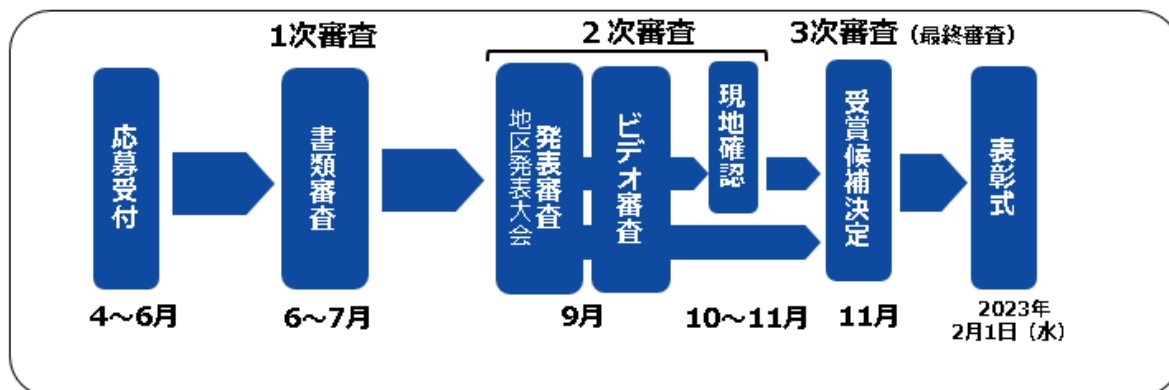 1次審査
２次審査
3次審査（最終審査）
応募受付
書類審査
発表審査
地区発表大会
ビデオ審査
現地確認
受賞候補決定
表彰式
4～6月
6～7月
9月
10～11月
11月
2023年
2月1日（水）